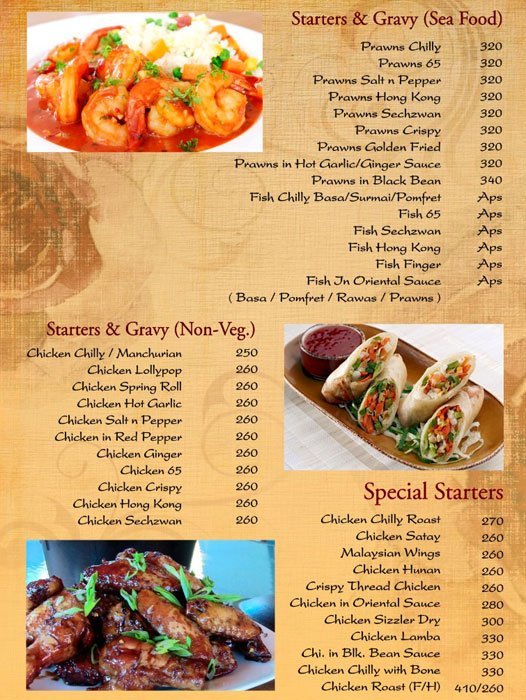 Starters & Gravy (Sea Food)
Prawns Chilly 320
Prawns 65 320
Prawns Salt n Pepper 320
Prawns Hong Kong 320
Prawns Sechzwan 320
Prawns Crispy 320
Prawns Golden Fried 320
Prawns in Hot Garlic/Ginger Sauce 320
Prawns in Black Bean 340
Fish Chilly Basa/Surmai/Pomfret Aps
Fish 65 Aps
Fish Sechzwan Aps
Fish Hong Kong Aps
Fish Finger Aps
Fish In Oriental Sauce Aps
( Basa / Pomfret / Rawas / Prawns )
Starters & Gravy (Non-Veg.)
Chicken Chilly / Manchurian 250
Chicken Lollypop 260
Chicken Spring Roll 260
Chicken Hot Garlic 260
Chicken Salt n Pepper 260
Chicken in Red Pepper 260
Chicken Ginger 260
Chicken 65 260
Chicken Crispy 260
Chicken Hong Kong 260
Chicken Sechzwan 260
Special Starters
Chicken Chilly Roast 270
Chicken Satay 260
Malaysian Wings 260
Chicken Hunan 260
Crispy Thread Chicken 260
Chicken in Oriental Sauce 280
Chicken Sizzler Dry 300
Chicken Lamba 330
Chi. in Blk. Bean Sauce 330
Chicken Chilly with Bone 330
Chicken Roast (F/H) 410/260